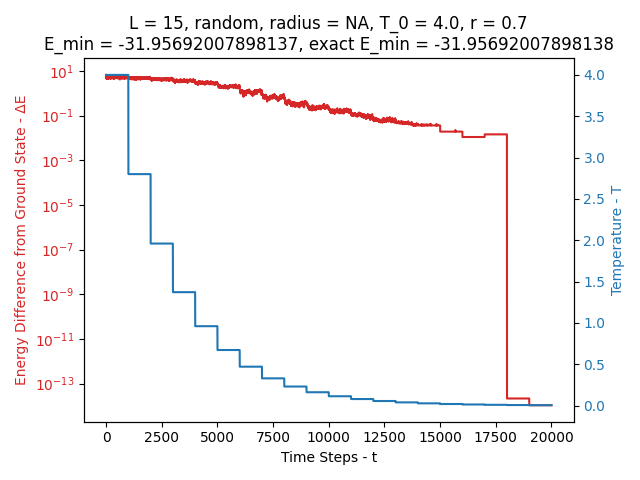 L = 15, random, radius = NA, T_0 = 4.0, r = 0.7
E_min = -31.95692007898137, exact E_min = -31.95692007898138
10¹
10⁻¹
10⁻³
10⁻⁵
10⁻⁷
10⁻⁹
10⁻¹¹
10⁻¹³
Energy Difference from Ground State - ΔE
4.0
3.5
3.0
2.5
2.0
1.5
1.0
0.5
0.0
Temperature - T
0 2500 5000 7500 10000 12500 15000 17500 20000
Time Steps - t